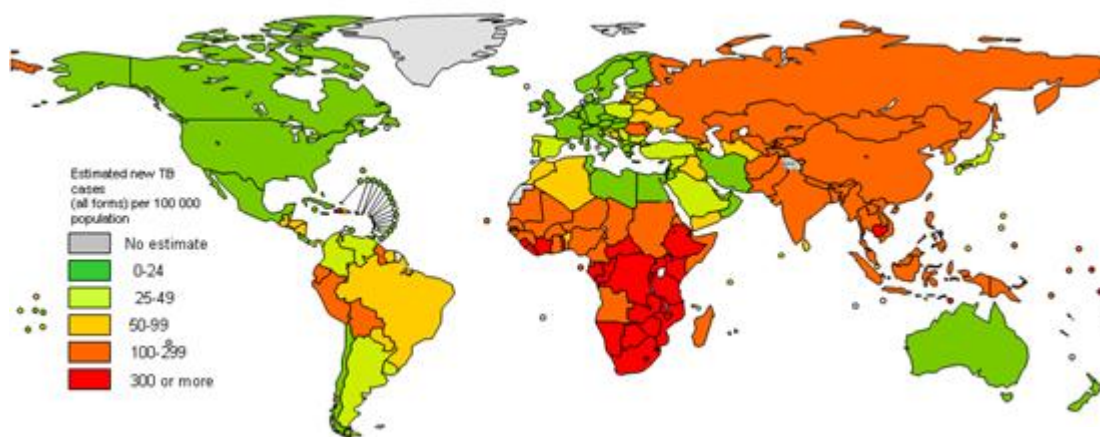 Estimated new TB
cases
(all forms) per 100 000
population
No estimate
0-24
25-49
50-99
100-299
300 or more